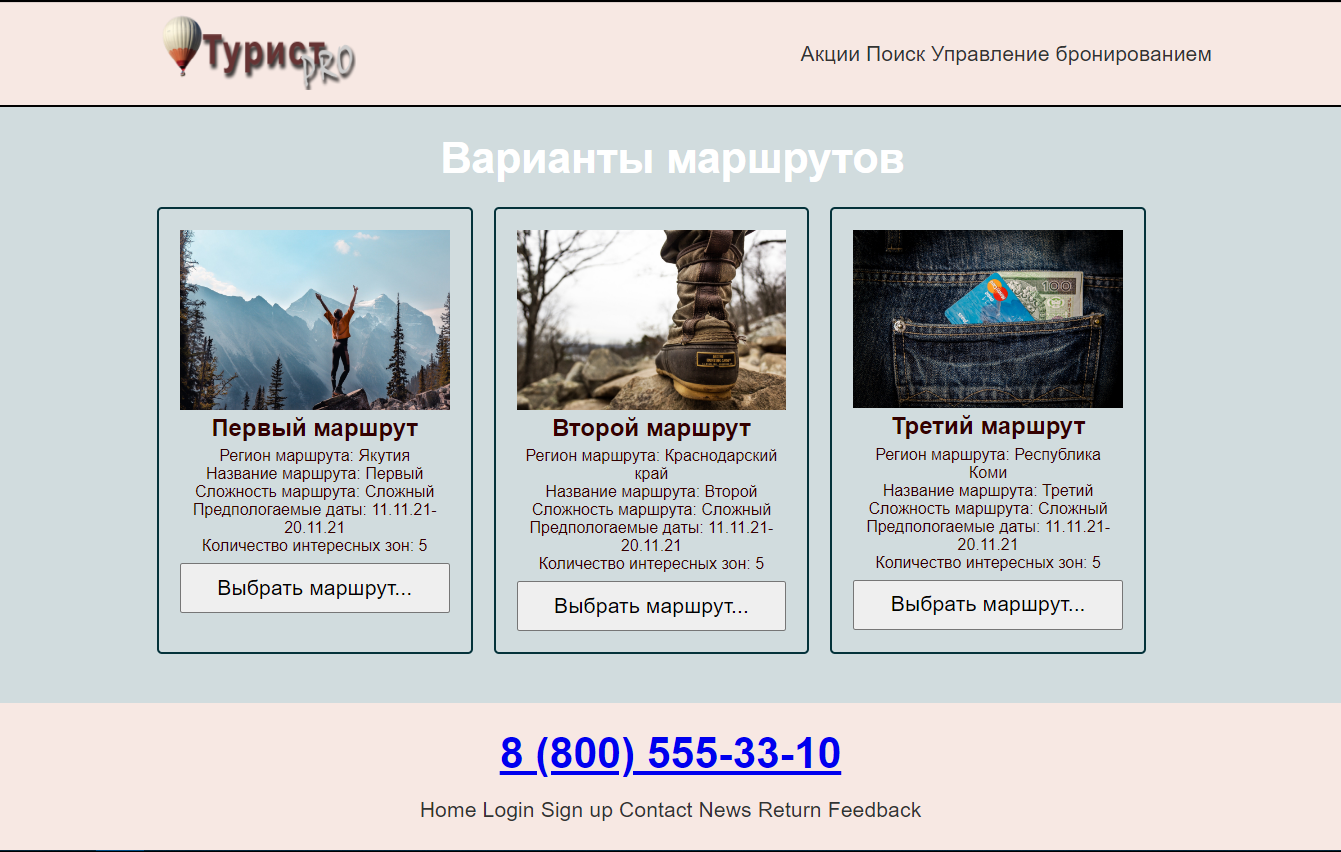 Турист PRO
Акции Поиск Управление бронированием
Варианты маршрутов
100
Первый маршрут
Регион маршрута: Якутия
Название маршрута: Первый
Сложность маршрута: Сложный
Предпологаемые даты: 11.11.21-
20.11.21
Количество интересных зон: 5
Выбрать маршрут...
Второй маршрут
Регион маршрута: Краснодарский
край
Название маршрута: Второй
Сложность маршрута: Сложный
Предпологаемые даты: 11.11.21-
20.11.21
Количество интересных зон: 5
Выбрать маршрут...
Третий маршрут
Регион маршрута: Республика
Коми
Название маршрута: Третий
Сложность маршрута: Сложный
Предпологаемые даты: 11.11.21-
20.11.21
Количество интересных зон: 5
Выбрать маршрут...
8 (800) 555-33-10
Home Login Sign up Contact News Return Feedback